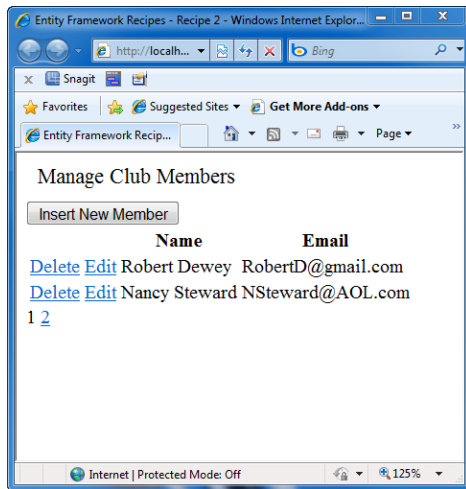 Entity Framework Recipes - Recipe 2 - Windows Internet Explor...
http://localh... Bing
x Snagit
Favorites Suggested Sites Get More Add-ons
Entity Framework Recip... Page »
Manage Club Members
Insert New Member
Name Email
Delete Edit Robert Dewey RobertD@gmail.com
Delete Edit Nancy Steward NSteward@AOL.com
1 2
Internet | Protected Mode: Off 125%